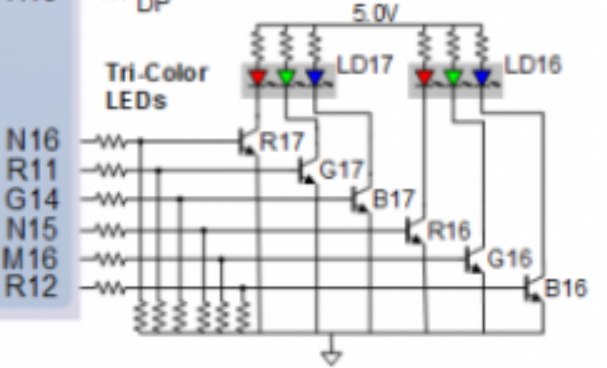 DP
5.0V
LD17
LD16
Tri-Color
LEDs
N16
R17
R11
G17
G14
B17
N15
R16
M16
G16
R12
B16